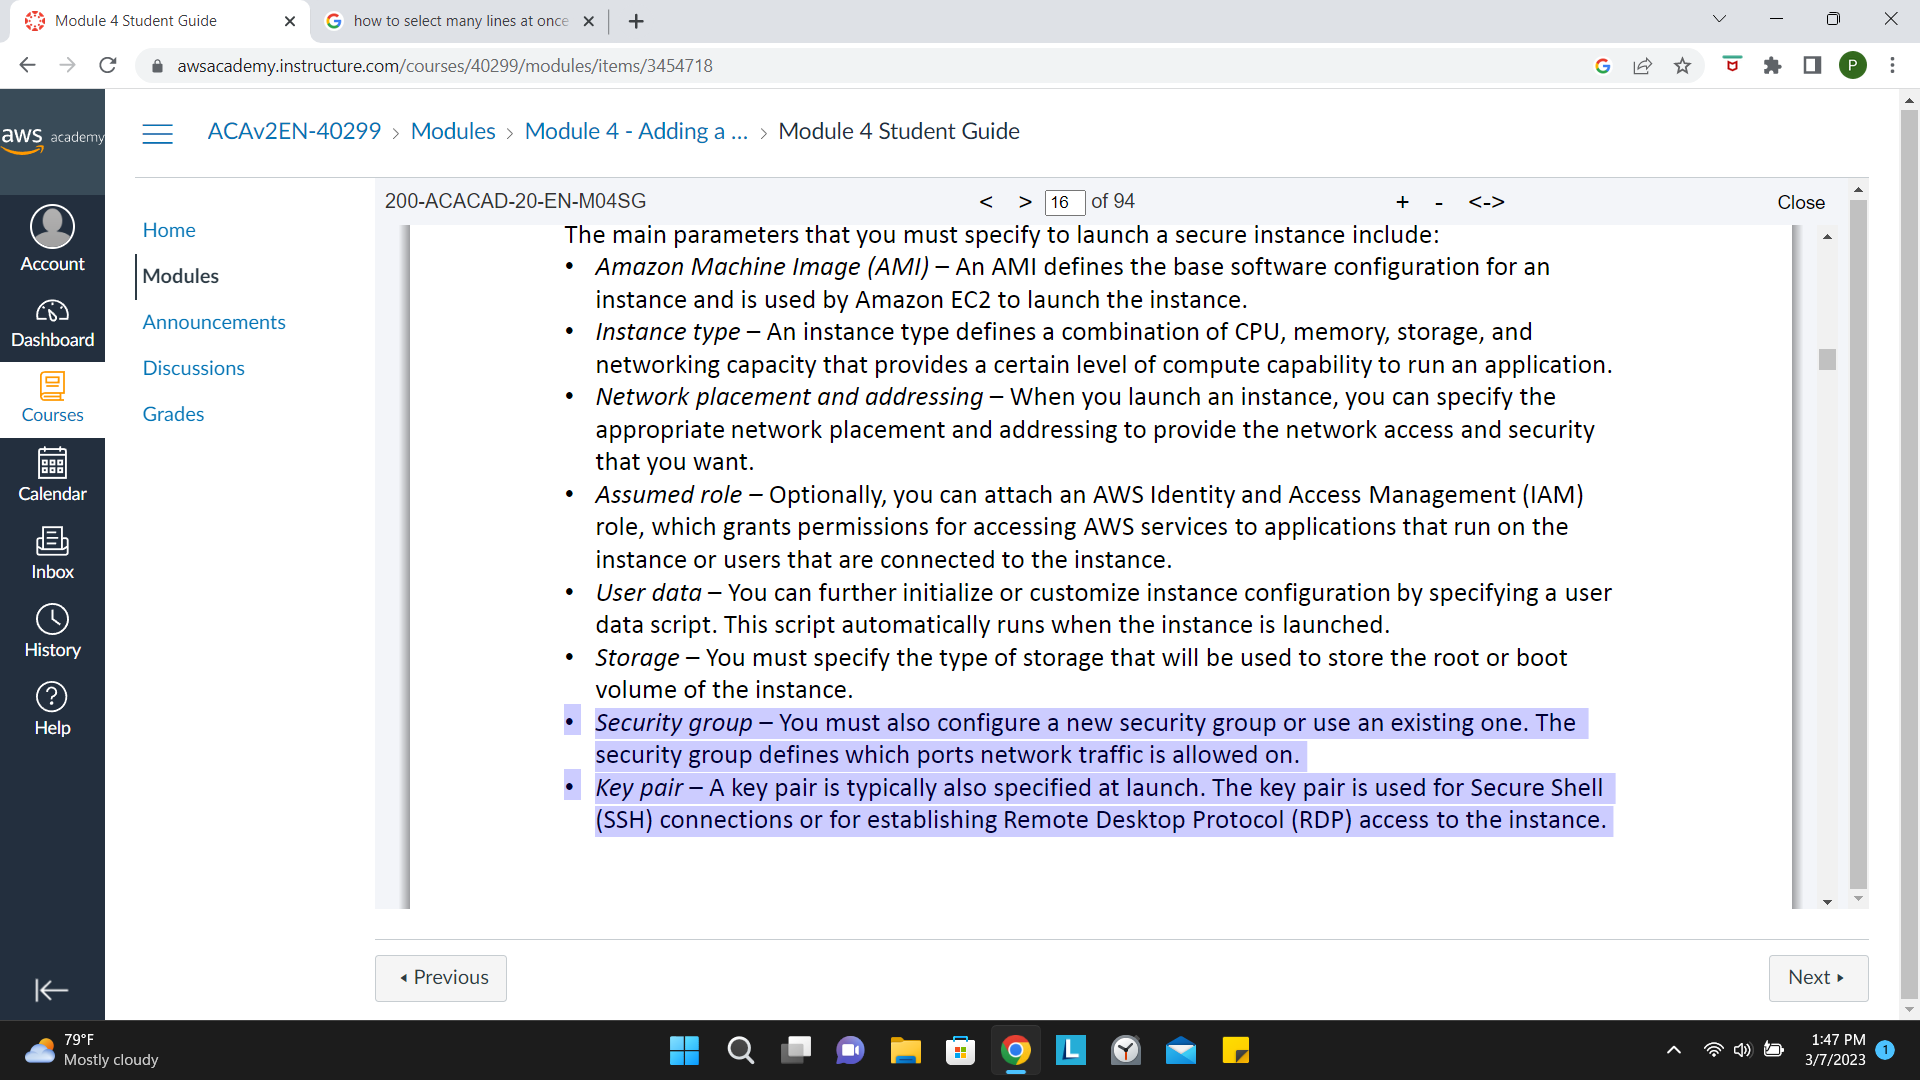 Module 4 Student Guide
how to select many lines at once
awsacademy.instructure.com/courses/40299/modules/items/3454718
P
aws academy
ACAv2EN-40299 > Modules > Module 4 - Adding a ... > Module 4 Student Guide
Account
Dashboard
Courses
Calendar
Inbox
History
Help
Home
Modules
Announcements
Discussions
Grades
200-ACACAD-20-EN-M04SG < > 16 of 94 + - <-> Close
The main parameters that you must specify to launch a secure instance include:
• Amazon Machine Image (AMI) – An AMI defines the base software configuration for an
instance and is used by Amazon EC2 to launch the instance.
• Instance type – An instance type defines a combination of CPU, memory, storage, and
networking capacity that provides a certain level of compute capability to run an application.
• Network placement and addressing – When you launch an instance, you can specify the
appropriate network placement and addressing to provide the network access and security
that you want.
• Assumed role – Optionally, you can attach an AWS Identity and Access Management (IAM)
role, which grants permissions for accessing AWS services to applications that run on the
instance or users that are connected to the instance.
• User data – You can further initialize or customize instance configuration by specifying a user
data script. This script automatically runs when the instance is launched.
• Storage – You must specify the type of storage that will be used to store the root or boot
volume of the instance.
• Security group – You must also configure a new security group or use an existing one. The
security group defines which ports network traffic is allowed on.
• Key pair – A key pair is typically also specified at launch. The key pair is used for Secure Shell
(SSH) connections or for establishing Remote Desktop Protocol (RDP) access to the instance.
Previous
Next
79°F
Mostly cloudy
L
1:47 PM
3/7/2023
1